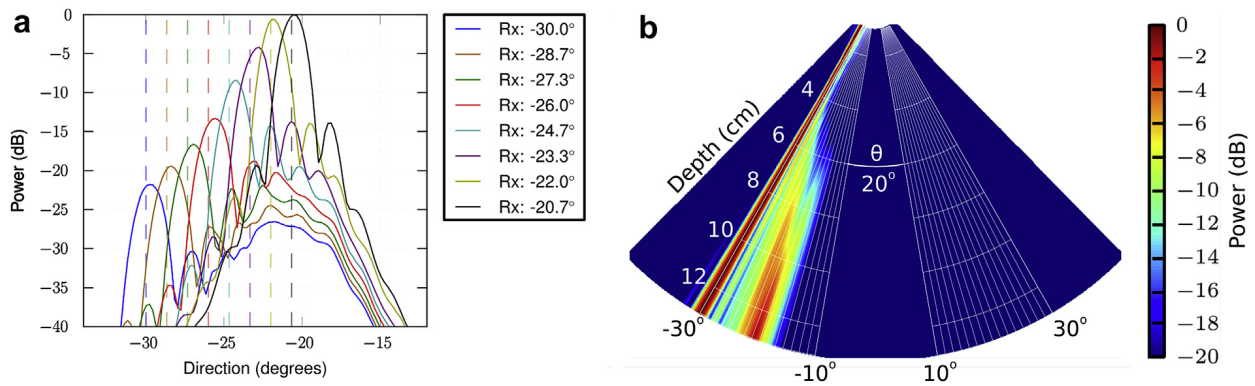 a
0
−5
−10
−15
−20
−25
−30
−35
−40
Power (dB)
−30
−25
−20
−15
Direction (degrees)
Rx: -30.0°
Rx: -28.7°
Rx: -27.3°
Rx: -26.0°
Rx: -24.7°
Rx: -23.3°
Rx: -22.0°
Rx: -20.7°
b
Depth (cm)
4
6
8
10
12
θ
20°
-30°
-10°
10°
30°
0
−2
−4
−6
−8
−10
−12
−14
−16
−18
−20
Power (dB)